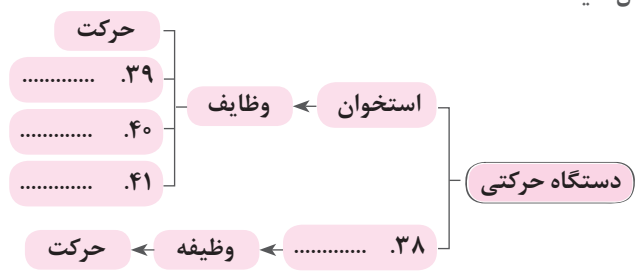 حرکت
۳۹. .............
استخوان
وظایف
۴۰. .............
۴۱. .............
دستگاه حرکتی
۳۸. .............
وظیفه
حرکت